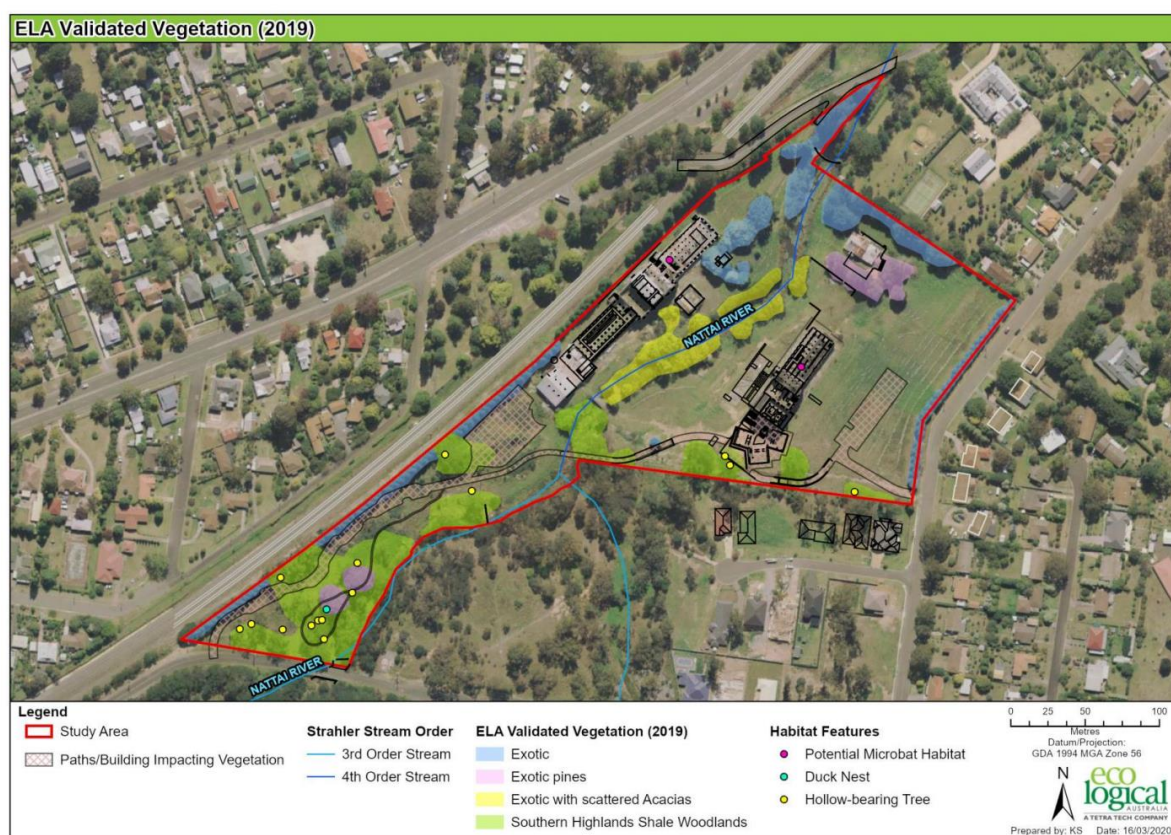 ELA Validated Vegetation (2019)
NATTAI RIVER
NATTAI RIVER
Legend
Study Area
Paths/Building Impacting Vegetation
Strahler Stream Order
3rd Order Stream
4th Order Stream
ELA Validated Vegetation (2019)
Exotic
Exotic pines
Exotic with scattered Acacias
Southern Highlands Shale Woodlands
Habitat Features
Potential Microbat Habitat
Duck Nest
Hollow-bearing Tree
0 25 50 100
Metres
Datum/Projection:
GDA 1994 MGA Zone 56
N
eco
logical
AUSTRALIA
A TETRA TECH COMPANY
Prepared by: KS Date: 16/03/2020